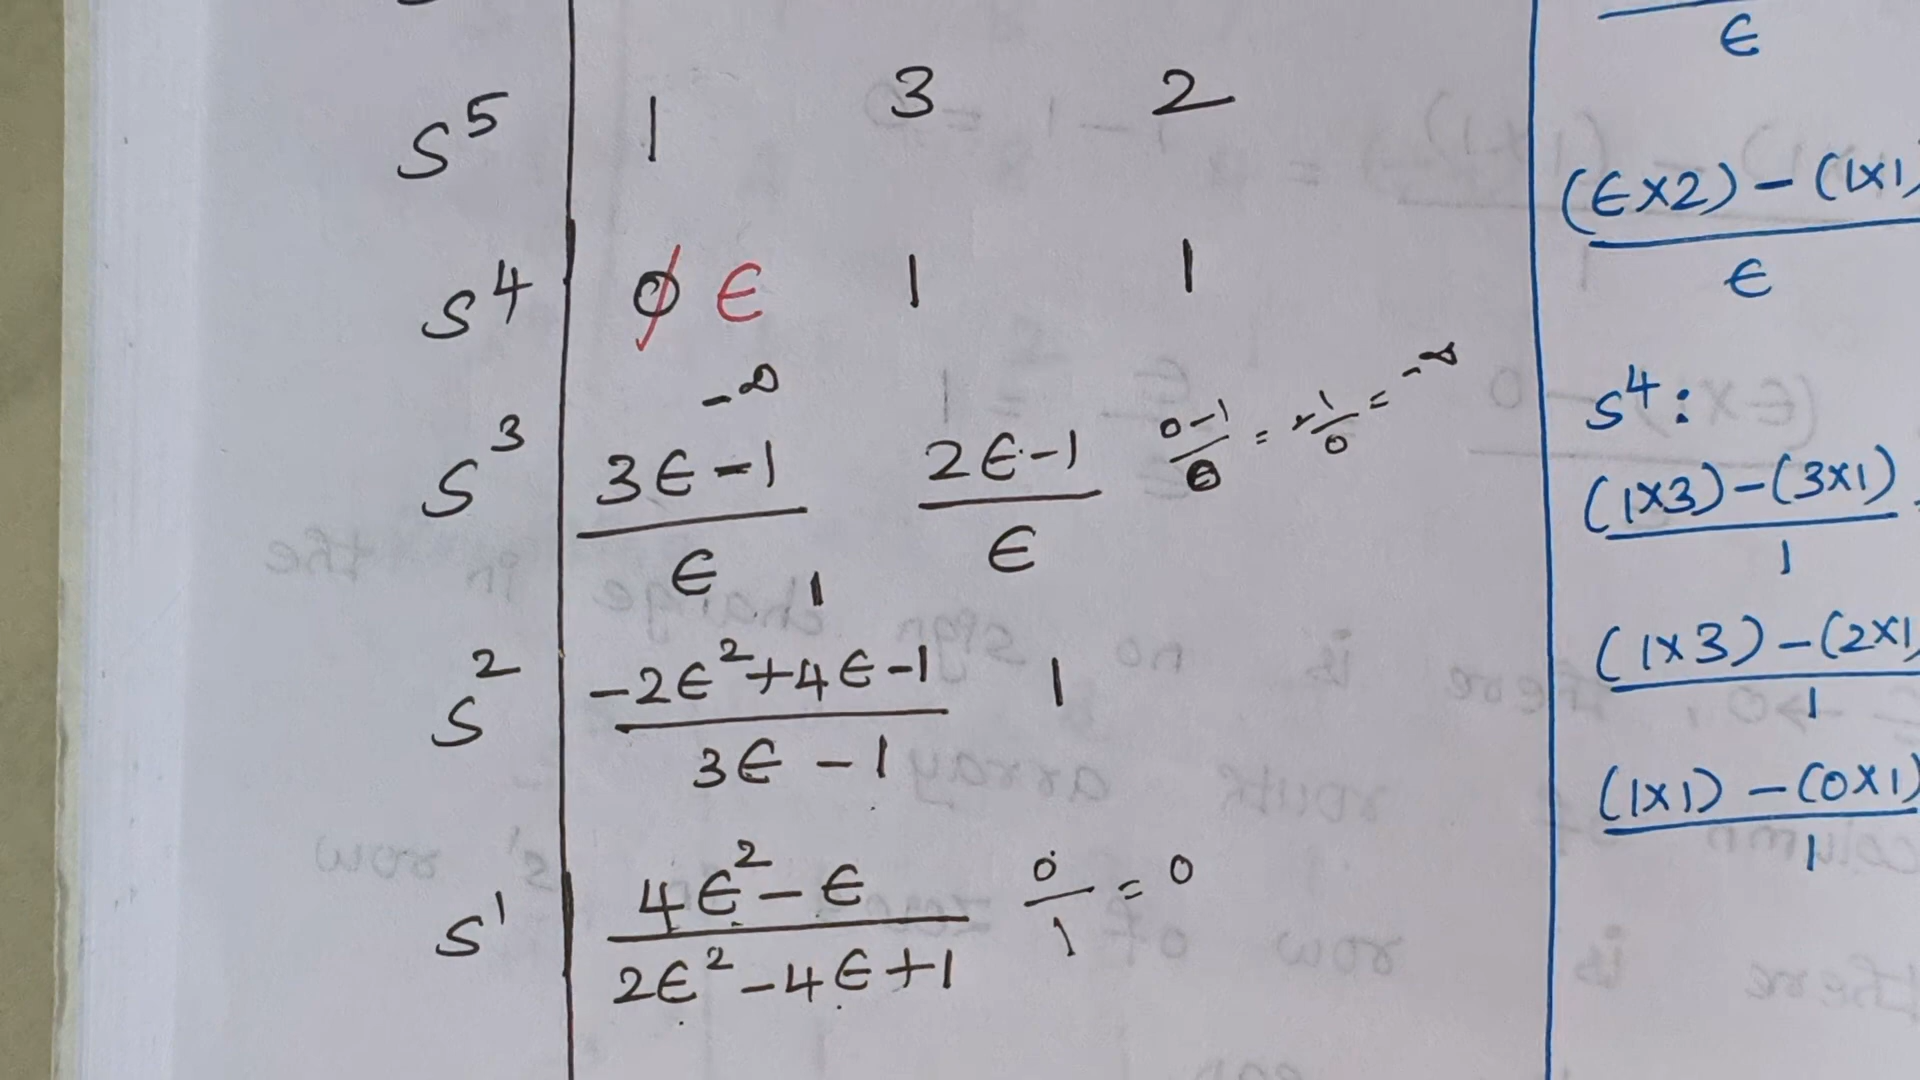 s⁵ 1 3 2
s⁴ 0 ϵ 1 1
-∞
s³ 3ϵ-1 2ϵ-1 0-1 = -1 = -∞
ϵ ϵ 0 0
1
s² -2ϵ²+4ϵ-1 1
3ϵ-1
s¹ 4ϵ²-ϵ 0 = 0
2ϵ²-4ϵ+1 1
ϵ
(ϵ×2)-(1×1)
ϵ
s⁴:
(1×3)-(3×1)
1
(1×3)-(2×1)
1
(1×1)-(0×1)
1